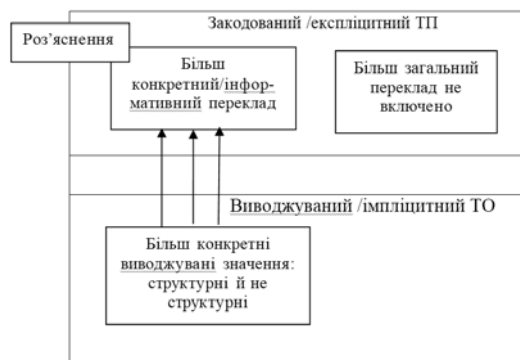 Закодований /експліцитний ТП
Роз’яснення
Більш
конкретний/інфор-
мативний переклад
Більш загальний
переклад не
включено
Виводжуваний /імпліцитний ТО
Більш конкретні
виводжувані значення:
структурні й не
структурні